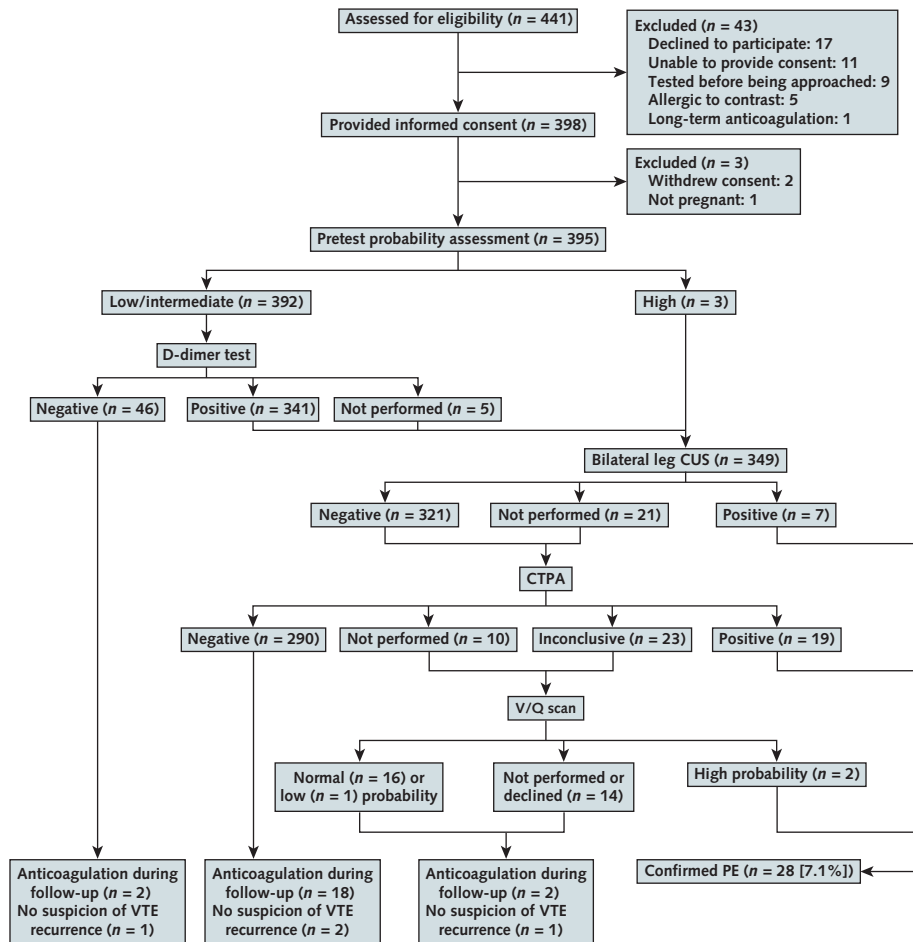 Assessed for eligibility (n = 441)
Excluded (n = 43)
Declined to participate: 17
Unable to provide consent: 11
Tested before being approached: 9
Allergic to contrast: 5
Long-term anticoagulation: 1
Provided informed consent (n = 398)
Excluded (n = 3)
Withdrew consent: 2
Not pregnant: 1
Pretest probability assessment (n = 395)
Low/intermediate (n = 392)
High (n = 3)
D-dimer test
Negative (n = 46)
Positive (n = 341)
Not performed (n = 5)
Bilateral leg CUS (n = 349)
Negative (n = 321)
Not performed (n = 21)
Positive (n = 7)
CTPA
Negative (n = 290)
Not performed (n = 10)
Inconclusive (n = 23)
Positive (n = 19)
V/Q scan
Normal (n = 16) or
low (n = 1) probability
Not performed or
declined (n = 14)
High probability (n = 2)
Anticoagulation during
follow-up (n = 2)
No suspicion of VTE
recurrence (n = 1)
Anticoagulation during
follow-up (n = 18)
No suspicion of VTE
recurrence (n = 2)
Anticoagulation during
follow-up (n = 2)
No suspicion of VTE
recurrence (n = 1)
Confirmed PE (n = 28 [7.1%])